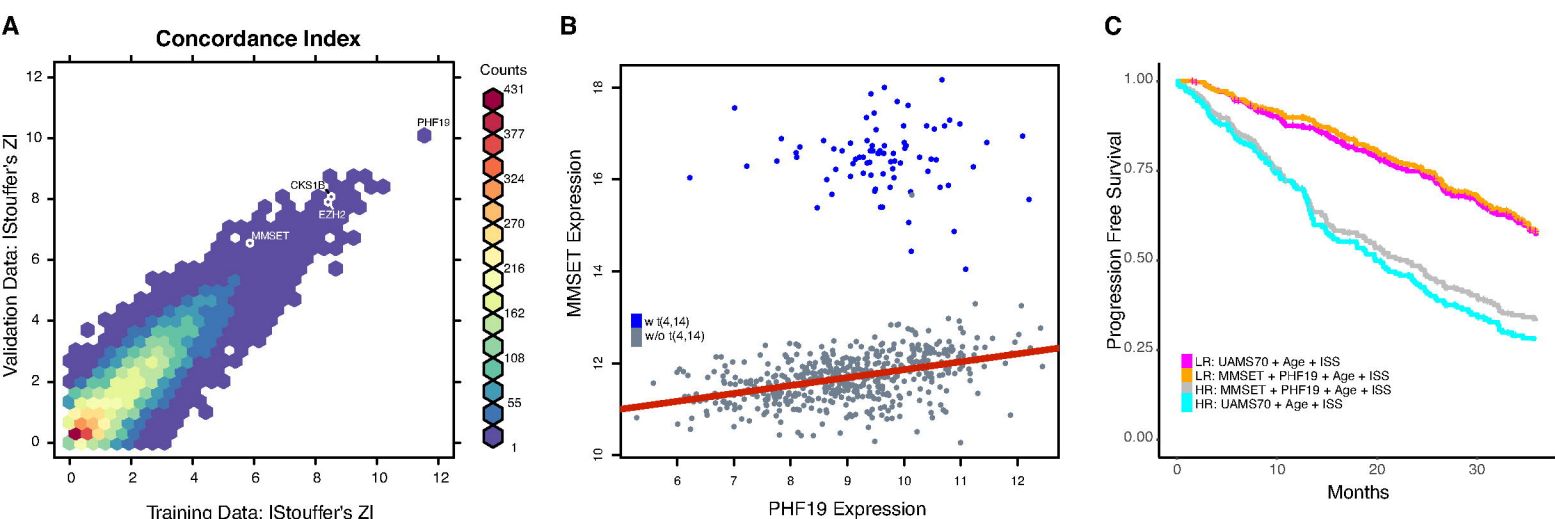 A
Concordance Index
Validation Data: |Stouffer's Z|
12
10
8
6
4
2
0
0
2
4
6
8
10
12
Training Data: |Stouffer's Z|
PHF19
CKS1B
EZH2
MMSET
Counts
431
377
324
270
216
162
108
55
1
B
MMSET Expression
18
16
14
12
10
w t(4,14)
w/o t(4,14)
6
7
8
9
10
11
12
PHF19 Expression
C
Progression Free Survival
1.00
0.75
0.50
0.25
0.00
LR: UAMS70 + Age + ISS
LR: MMSET + PHF19 + Age + ISS
HR: MMSET + PHF19 + Age + ISS
HR: UAMS70 + Age + ISS
0
10
20
30
Months